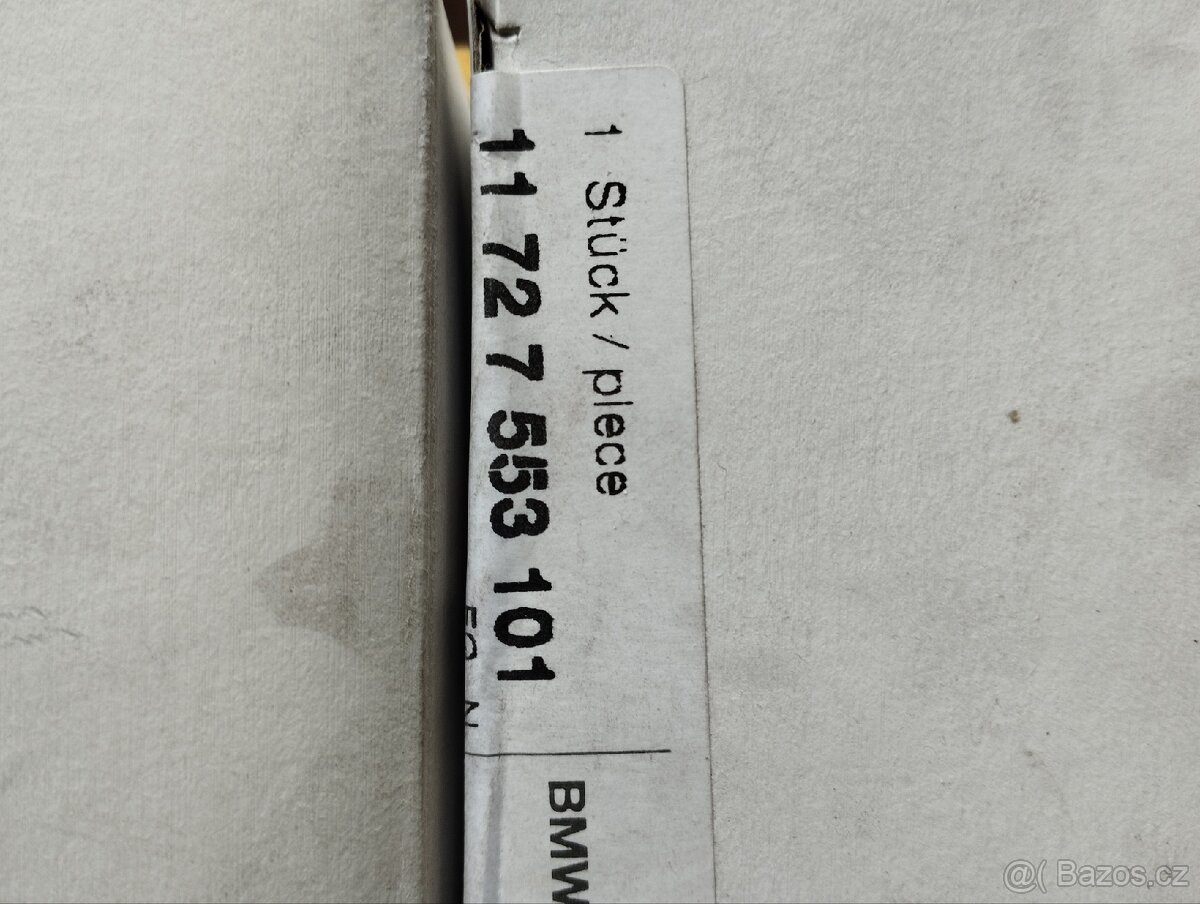 1 Stück / piece
11 72 7 553 101
BMW
@( Bazos.cz